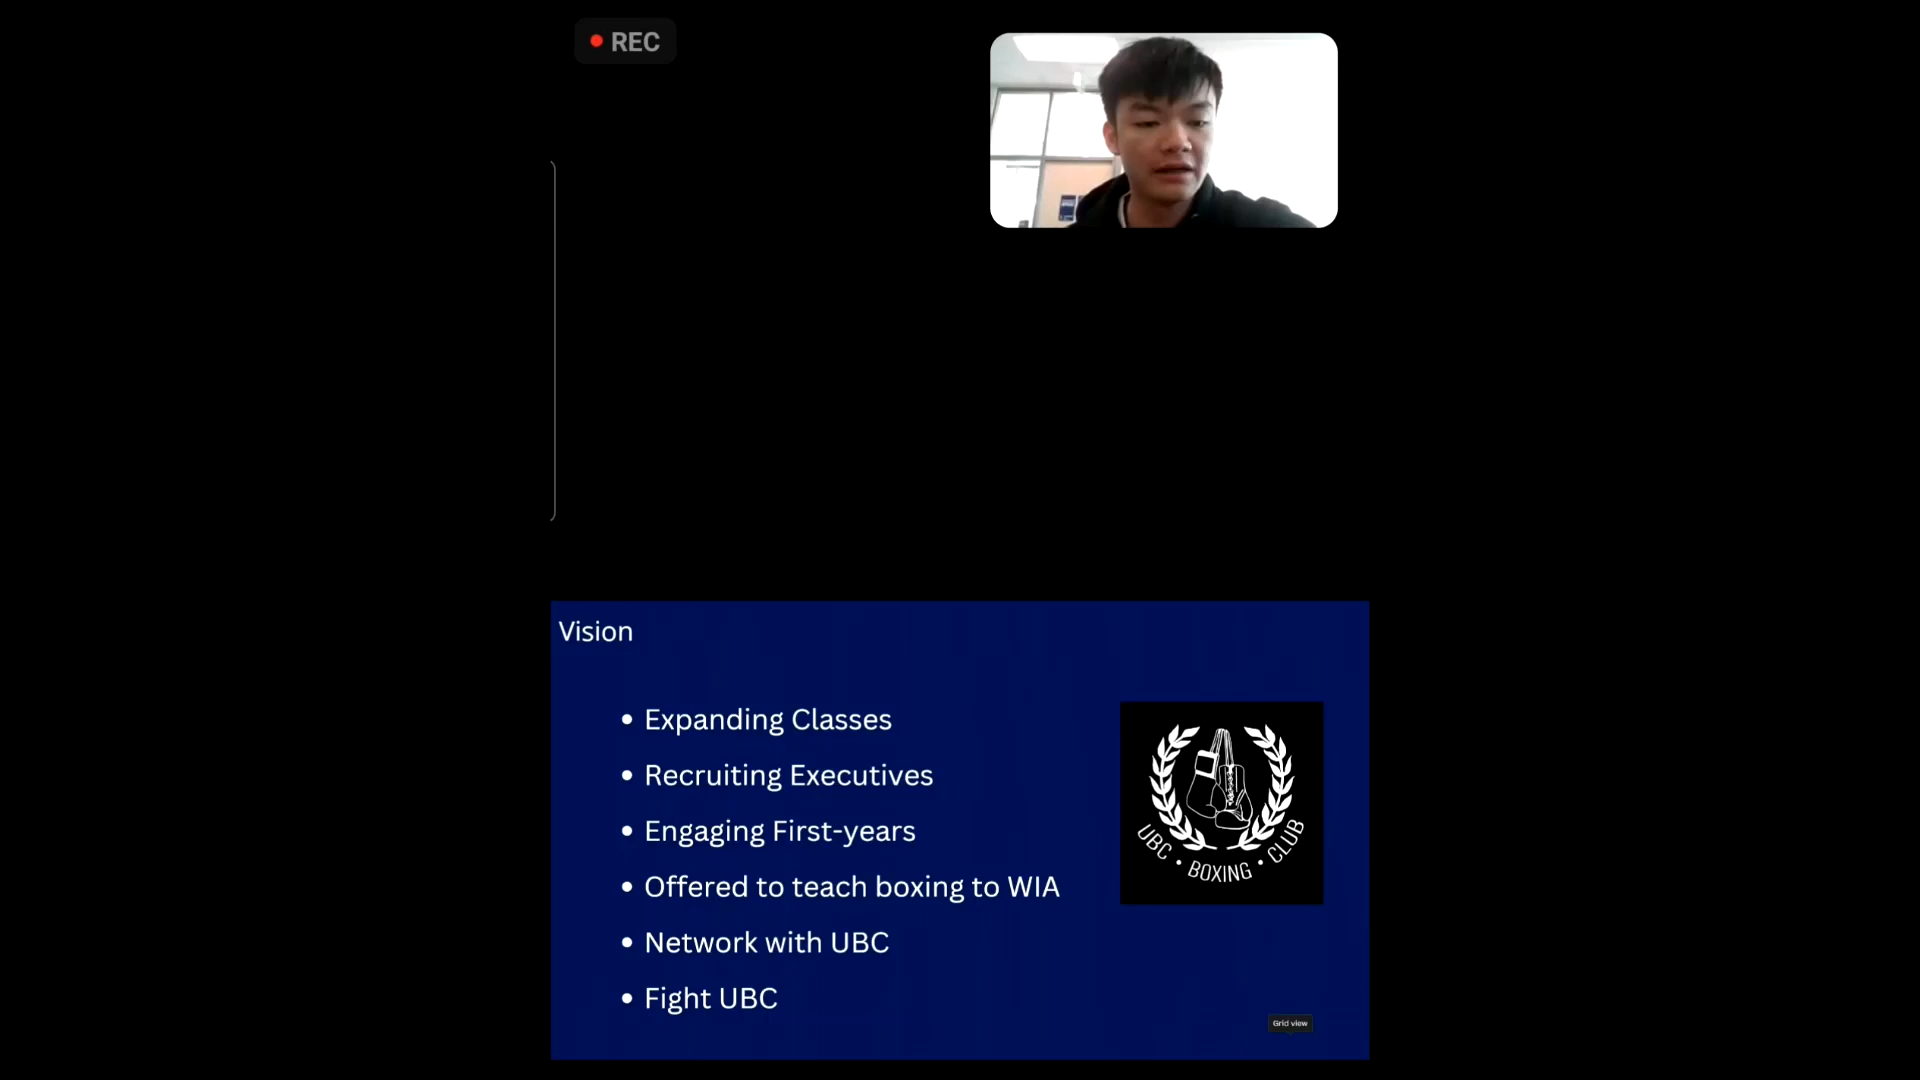 REC
Vision
• Expanding Classes
• Recruiting Executives
• Engaging First-years
• Offered to teach boxing to WIA
• Network with UBC
• Fight UBC
UBC • BOXING • CLUB
Grid view